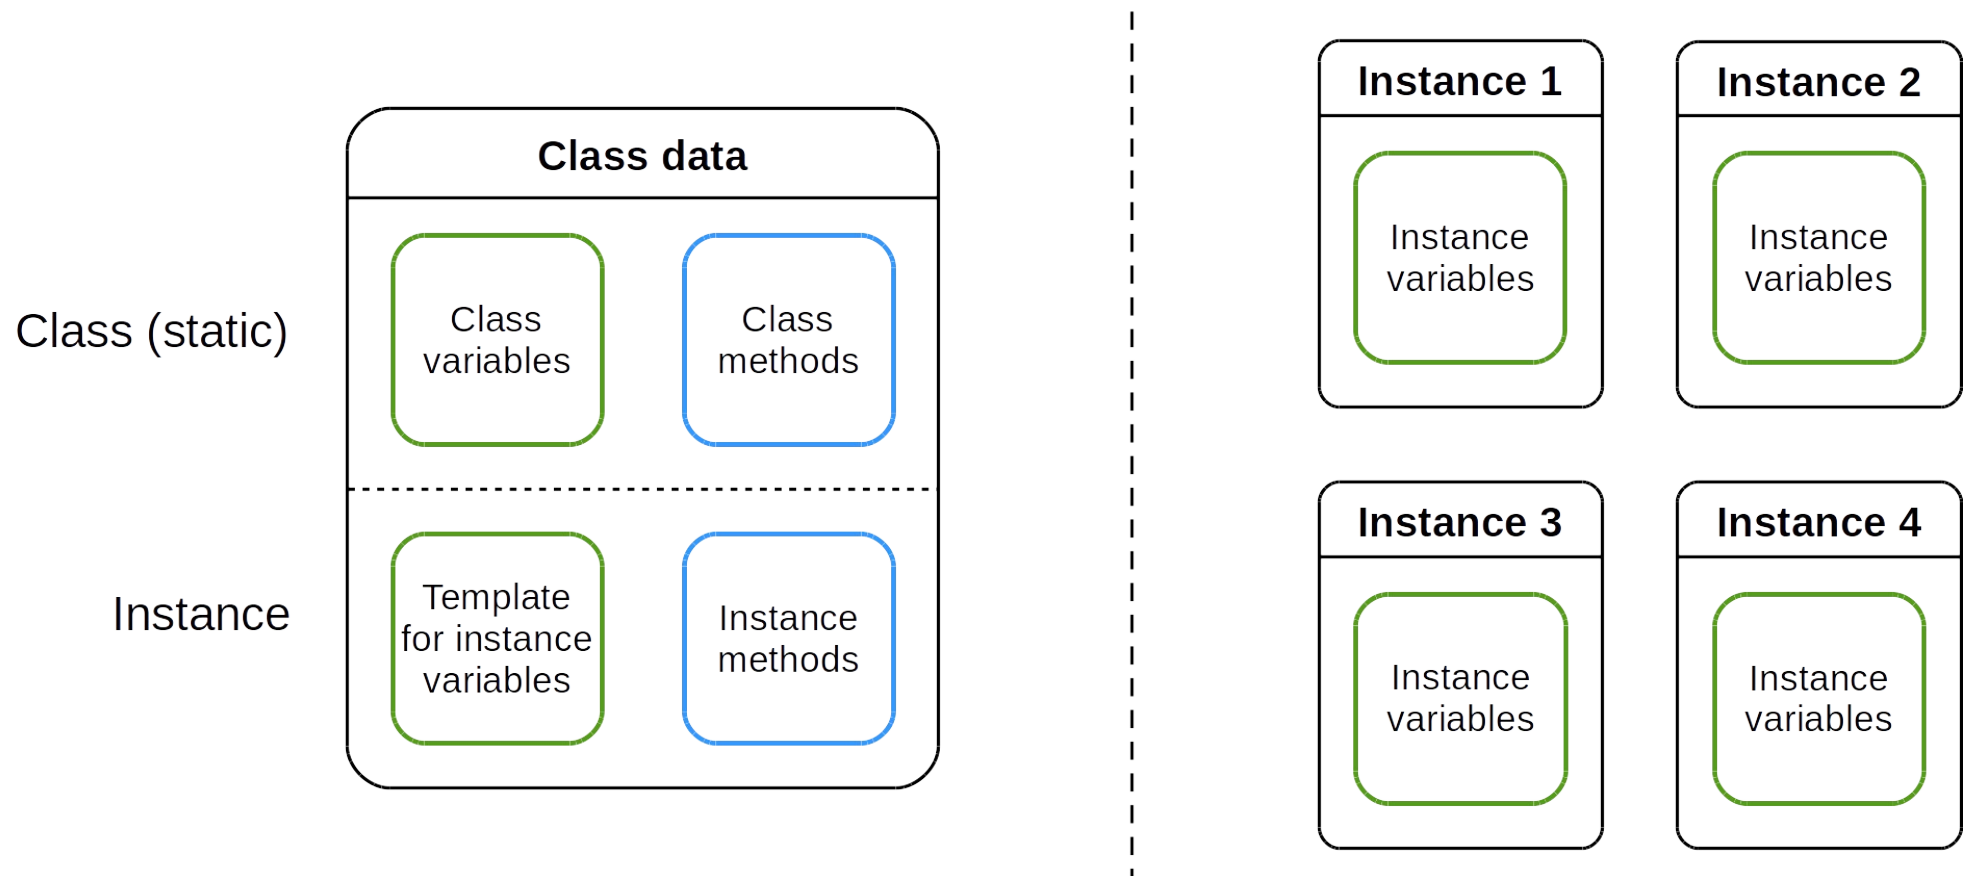 Class (static)
Instance
Class data
Class
variables
Class
methods
Template
for instance
variables
Instance
methods
Instance 1
Instance
variables
Instance 2
Instance
variables
Instance 3
Instance
variables
Instance 4
Instance
variables